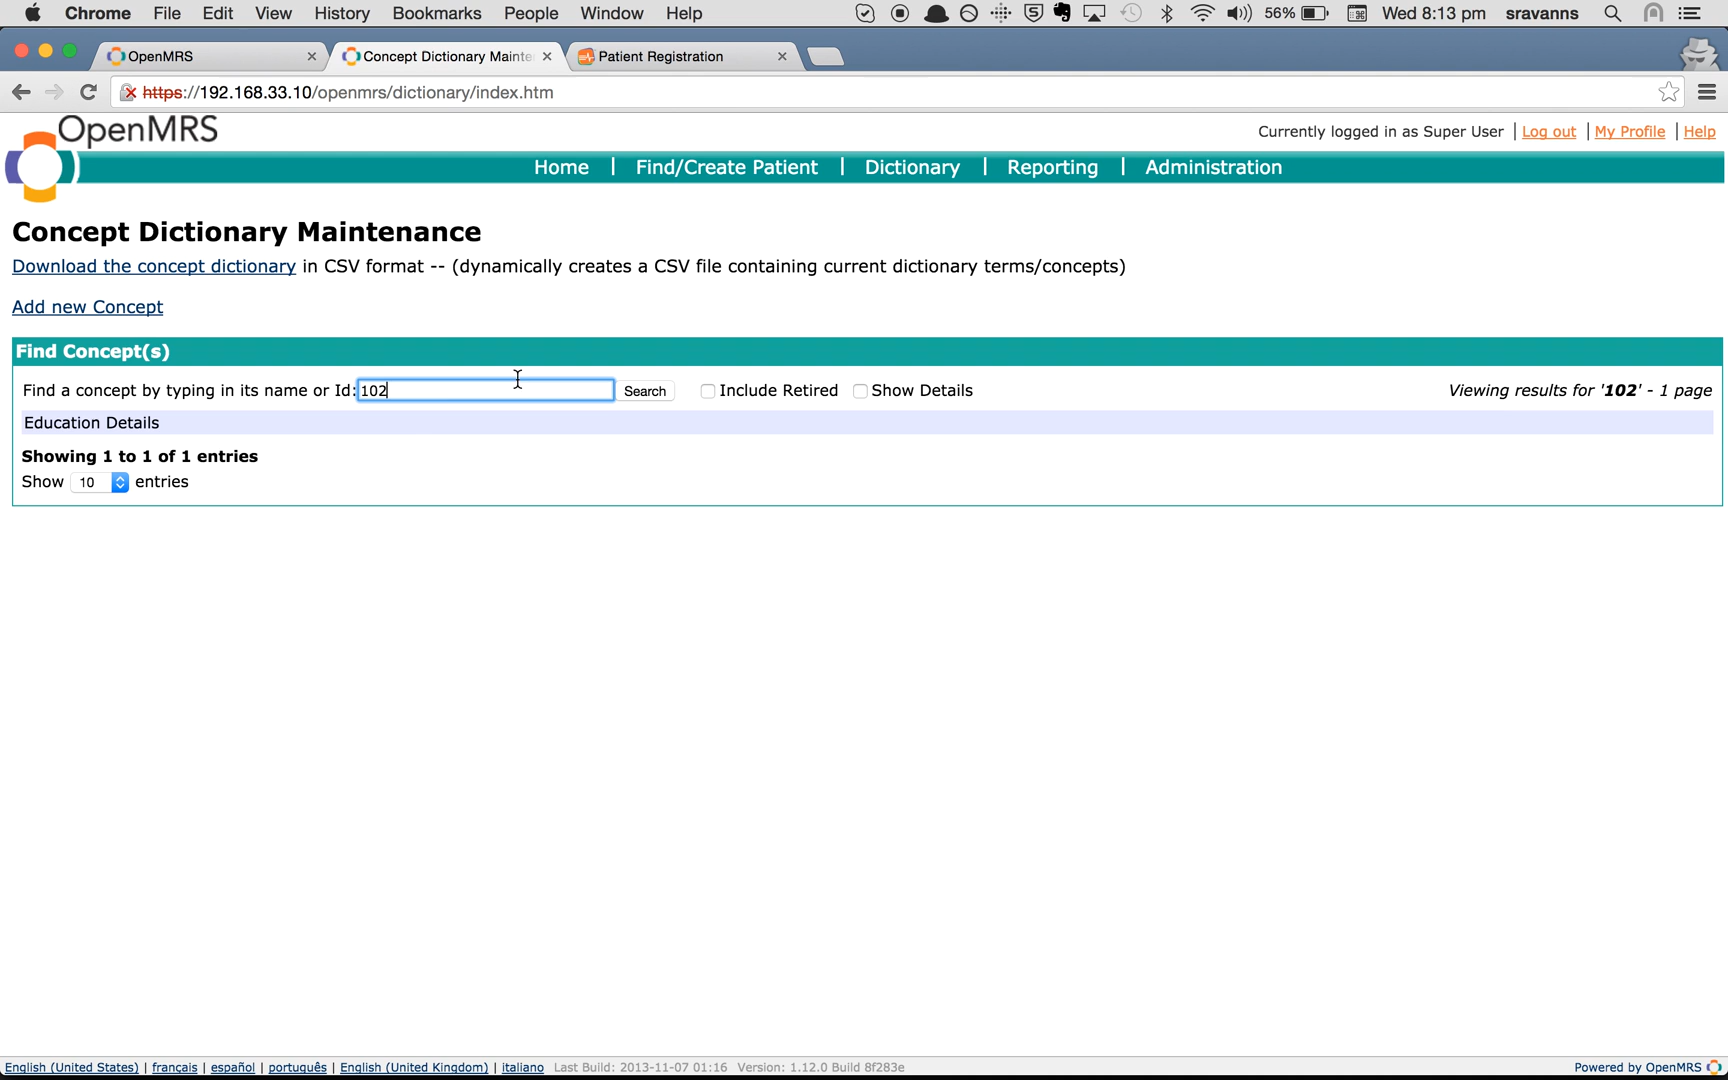 Chrome File Edit View History Bookmarks People Window Help 56% Wed 8:13 pm sravanns
OpenMRS Concept Dictionary Mainte Patient Registration
https://192.168.33.10/openmrs/dictionary/index.htm
OpenMRS
Currently logged in as Super User | Log out | My Profile | Help
Home | Find/Create Patient | Dictionary | Reporting | Administration
Concept Dictionary Maintenance
Download the concept dictionary in CSV format -- (dynamically creates a CSV file containing current dictionary terms/concepts)
Add new Concept
Find Concept(s)
Find a concept by typing in its name or Id: 102 Search Include Retired Show Details Viewing results for '102' - 1 page
Education Details
Showing 1 to 1 of 1 entries
Show 10 entries
English (United States) | français | español | português | English (United Kingdom) | italiano Last Build: 2013-11-07 01:16 Version: 1.12.0 Build 8f283e Powered by OpenMRS